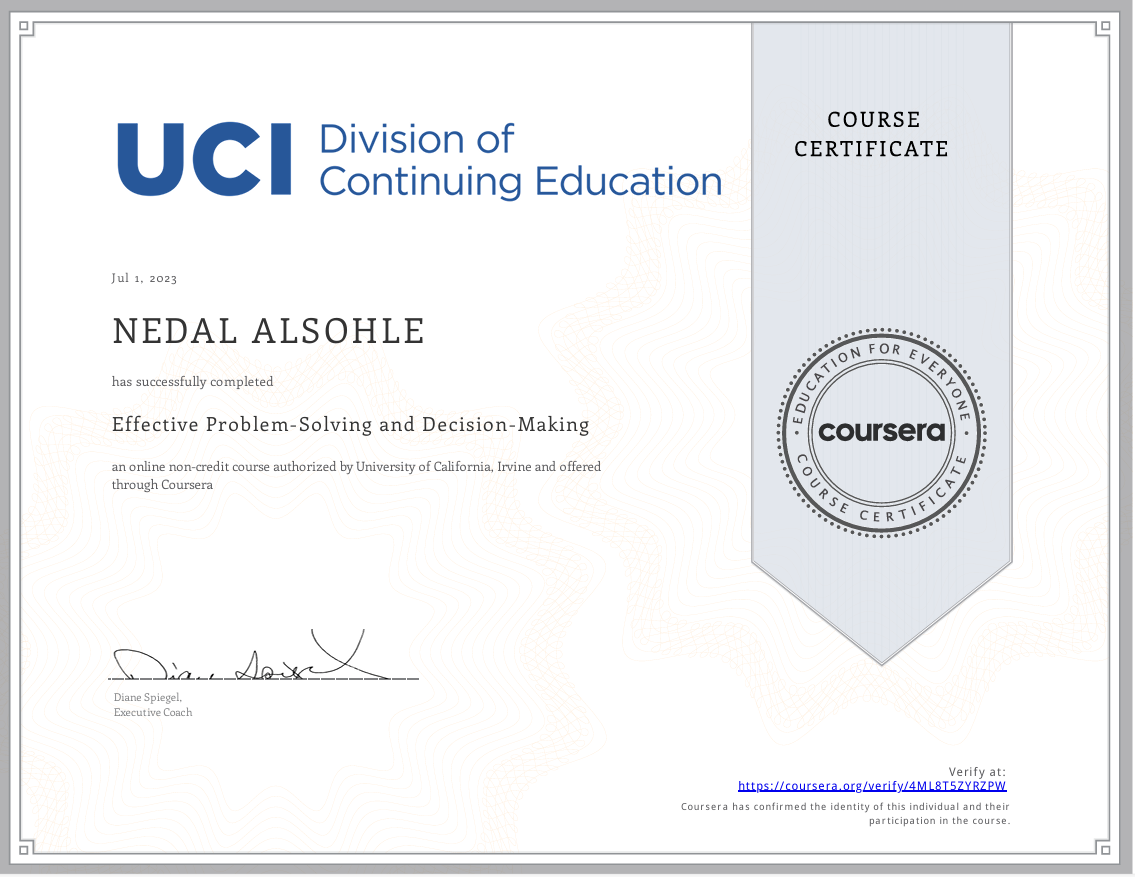 UCI Division of
Continuing Education
COURSE
CERTIFICATE
Jul 1, 2023
NEDAL ALSOHLE
has successfully completed
Effective Problem-Solving and Decision-Making
an online non-credit course authorized by University of California, Irvine and offered
through Coursera
EDUCATION FOR EVERYONE
coursera
COURSE CERTIFICATE
Diane Spiegel
Diane Spiegel,
Executive Coach
Verify at:
https://coursera.org/verify/4ML8T5ZYRZPW
Coursera has confirmed the identity of this individual and their
participation in the course.